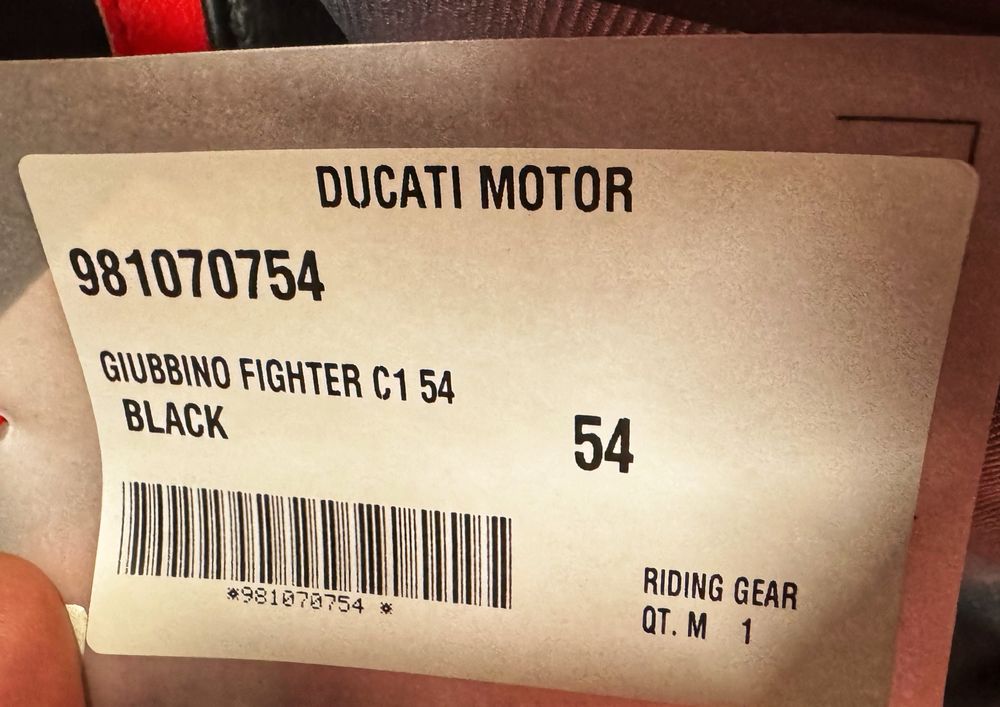 DUCATI MOTOR
981070754
GIUBBINO FIGHTER C1 54
BLACK
54
*981070754 *
RIDING GEAR
QT. M 1